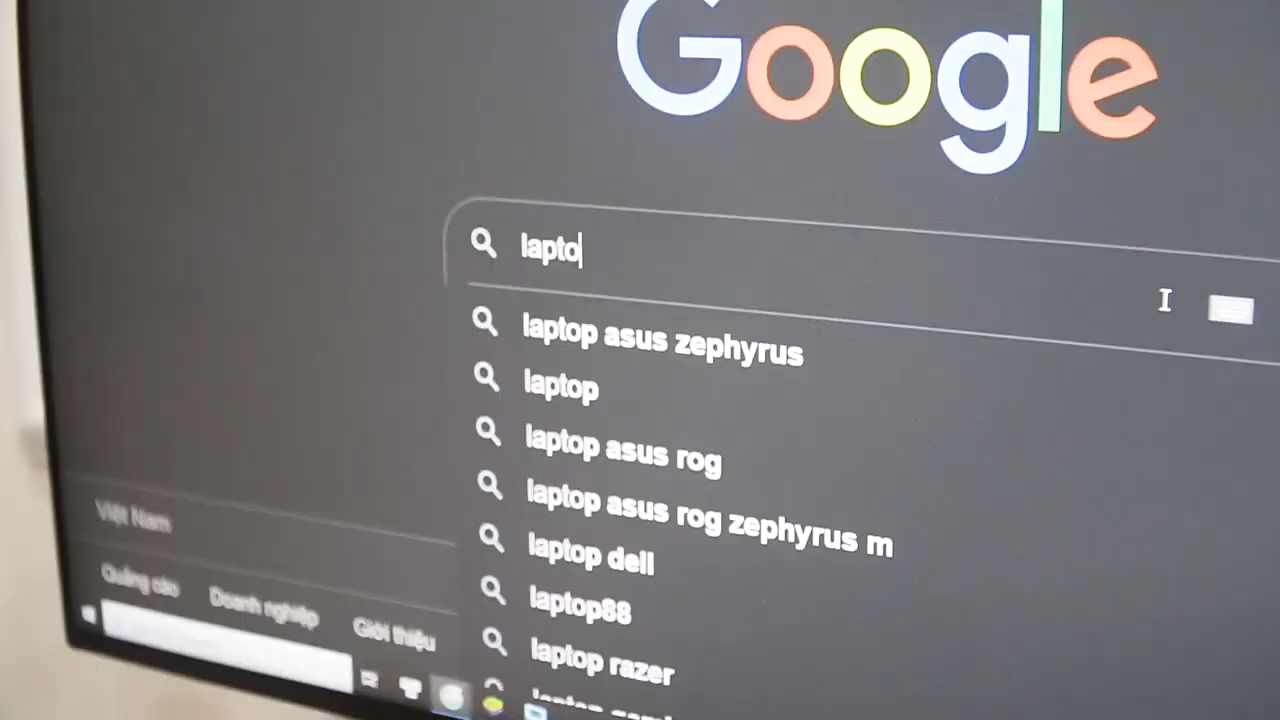 Google
lapto
laptop asus zephyrus
laptop
laptop asus rog
laptop asus rog zephyrus m
laptop dell
laptop88
laptop razer
Việt Nam
Quảng cáo Doanh nghiệp Giới thiệu